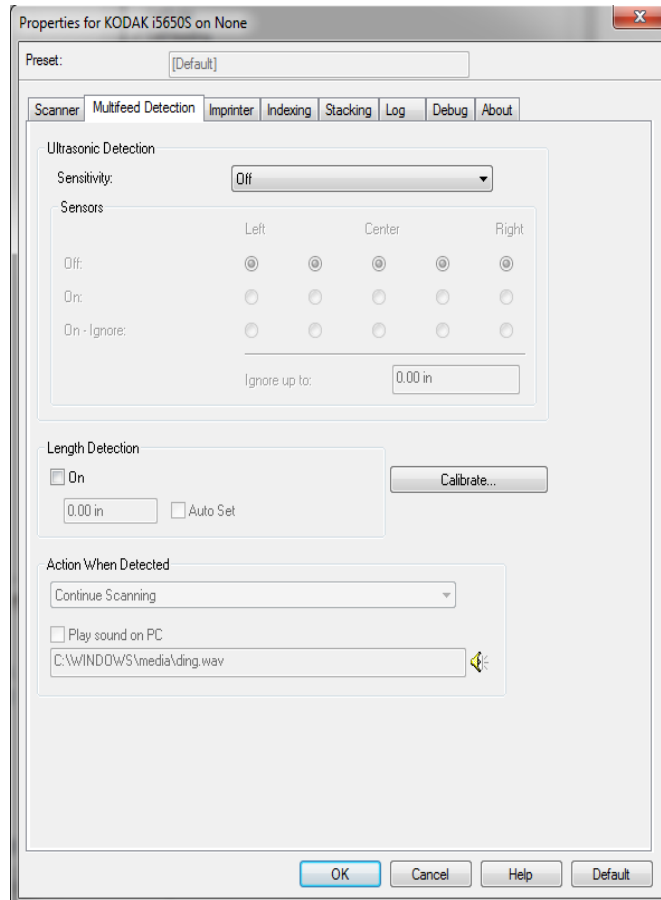 Properties for KODAK i5650S on None
Preset: [Default]
Scanner Multifeed Detection Imprinter Indexing Stacking Log Debug About
Ultrasonic Detection
Sensitivity: Off
Sensors
Left Center Right
Off:
On:
On - Ignore:
Ignore up to: 0.00 in
Length Detection
On
Calibrate...
0.00 in Auto Set
Action When Detected
Continue Scanning
Play sound on PC
C:\WINDOWS\media\ding.wav
OK Cancel Help Default